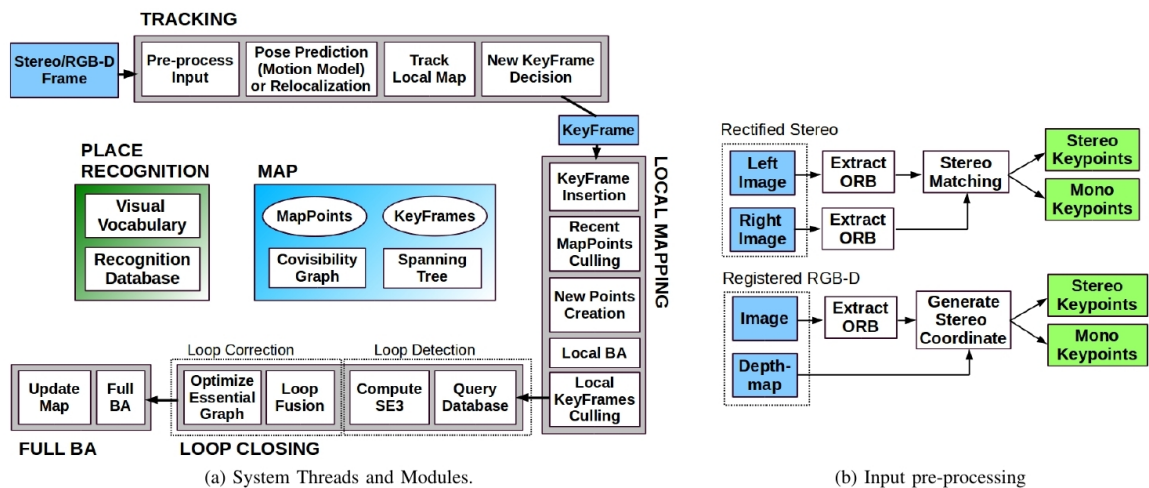 TRACKING
Stereo/RGB-D
Frame
Pre-process
Input
Pose Prediction
(Motion Model)
or Relocalization
Track
Local Map
New KeyFrame
Decision
KeyFrame
PLACE
RECOGNITION
Visual
Vocabulary
Recognition
Database
MAP
MapPoints
KeyFrames
Covisibility
Graph
Spanning
Tree
LOCAL MAPPING
KeyFrame
Insertion
Recent
MapPoints
Culling
New Points
Creation
Local BA
Local
KeyFrames
Culling
Loop Correction
Loop Detection
Optimize
Essential
Graph
Loop
Fusion
Compute
SE3
Query
Database
Update
Map
Full
BA
FULL BA
LOOP CLOSING
(a) System Threads and Modules.
Rectified Stereo
Left
Image
Extract
ORB
Stereo
Matching
Stereo
Keypoints
Mono
Keypoints
Right
Image
Extract
ORB
Registered RGB-D
Image
Extract
ORB
Generate
Stereo
Coordinate
Stereo
Keypoints
Mono
Keypoints
Depth-
map
(b) Input pre-processing